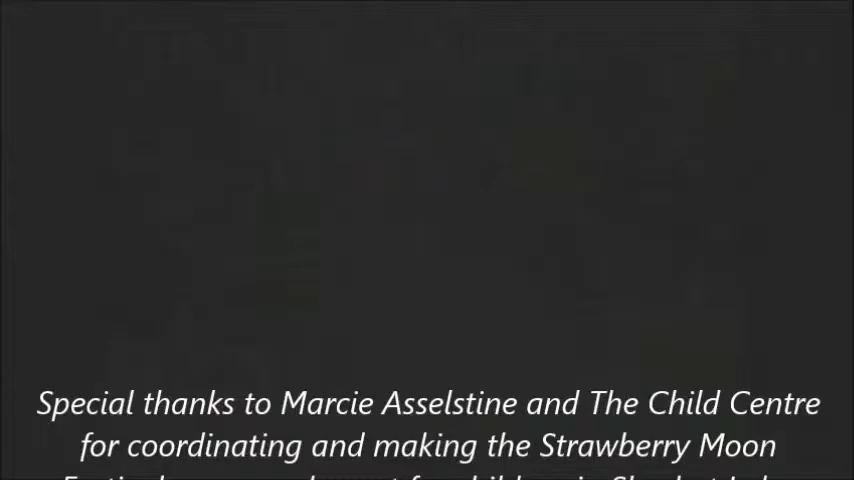 Special thanks to Marcie Asselstine and The Child Centre
for coordinating and making the Strawberry Moon